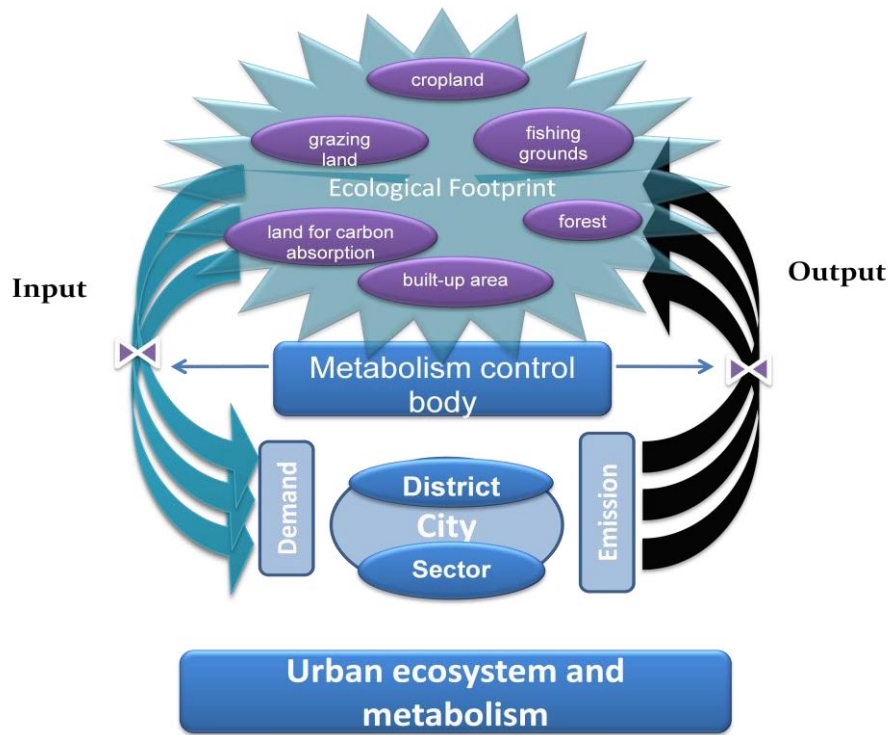 cropland
grazing
land
fishing
grounds
Ecological Footprint
land for carbon
absorption
forest
built-up area
Input
Output
Metabolism control
body
Demand
District
City
Sector
Emission
Urban ecosystem and
metabolism